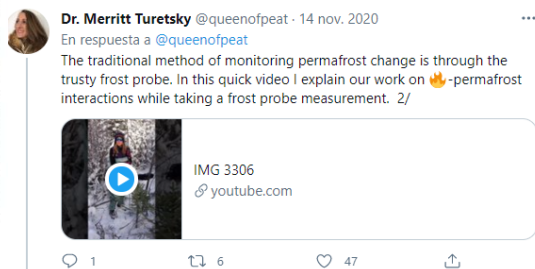 Dr. Merritt Turetsky @queenofpeat · 14 nov. 2020
En respuesta a @queenofpeat
The traditional method of monitoring permafrost change is through the
trusty frost probe. In this quick video I explain our work on 🔥-permafrost
interactions while taking a frost probe measurement. 2/
IMG 3306
youtube.com
1 6 47